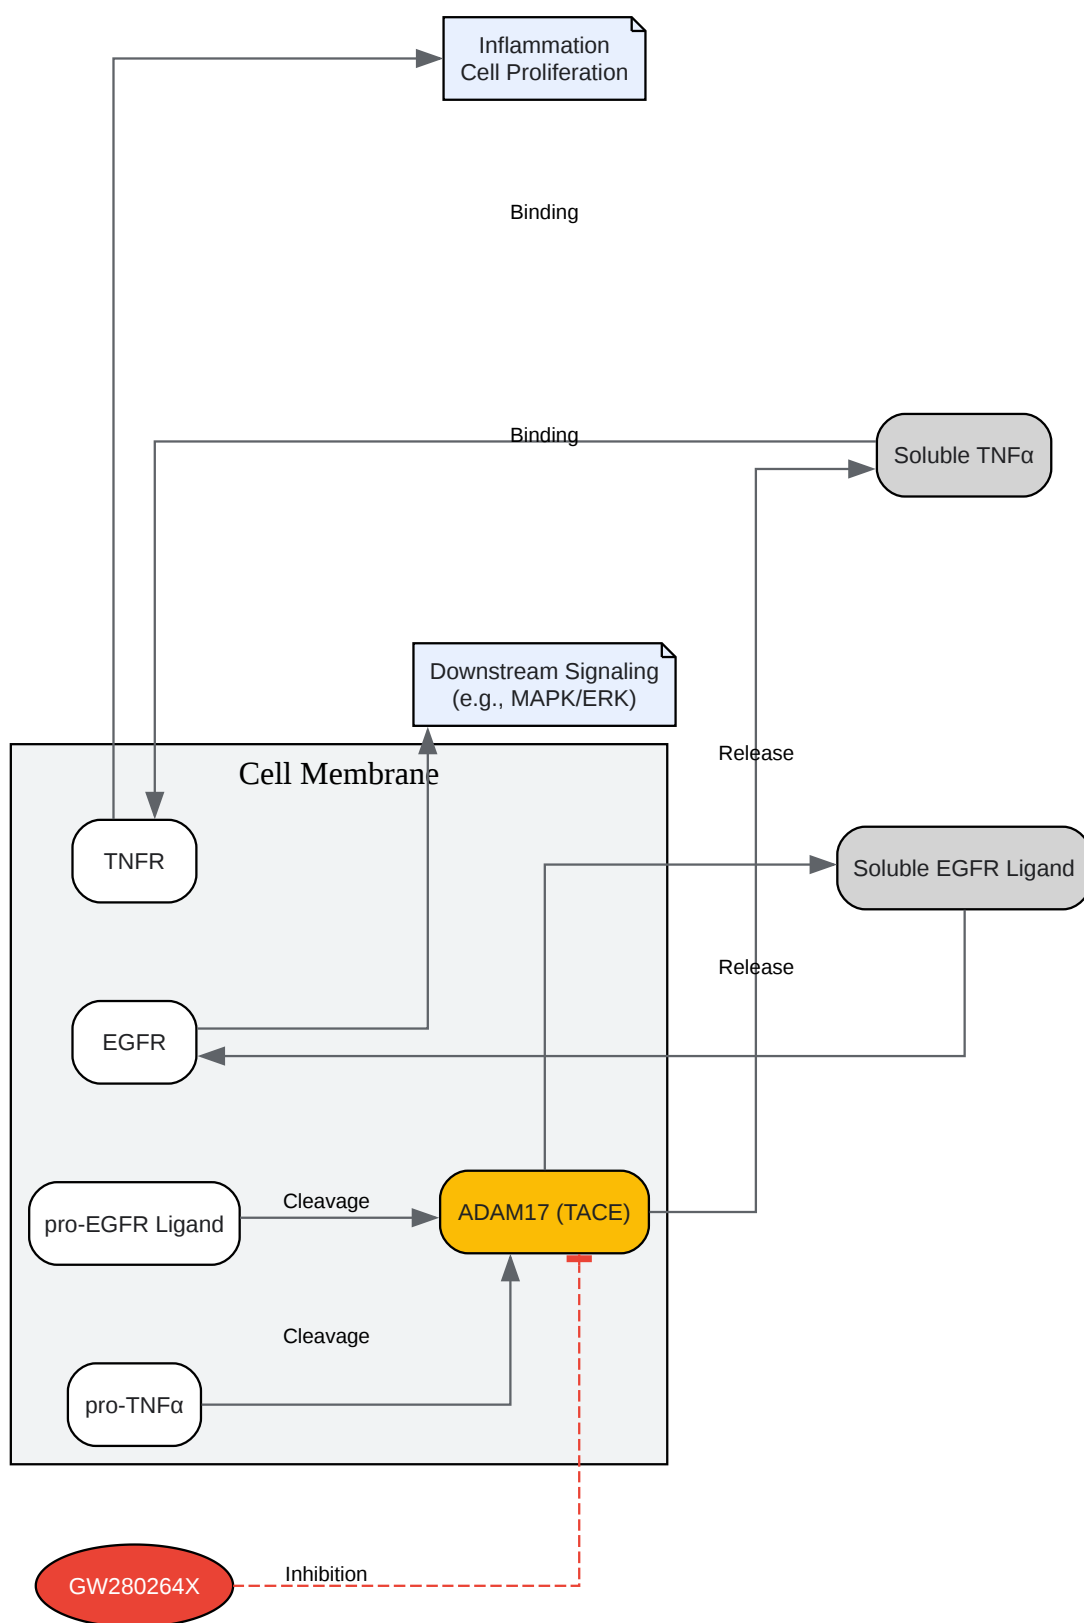 Inflammation
Cell Proliferation
Binding
Binding
Soluble TNFα
Downstream Signaling
(e.g., MAPK/ERK)
Release
Cell Membrane
TNFR
Soluble EGFR Ligand
Release
EGFR
Cleavage
ADAM17 (TACE)
pro-EGFR Ligand
Cleavage
pro-TNFα
Inhibition
GW280264X